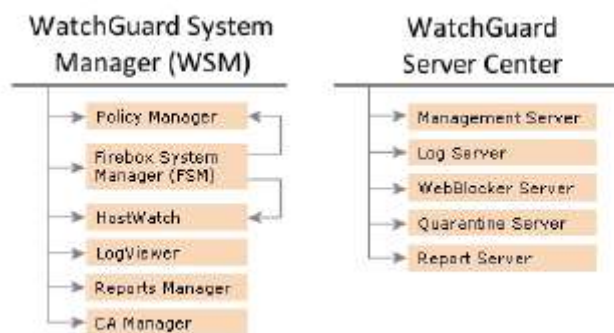 WatchGuard System
Manager (WSM)
Policy Manager
Firebox System
Manager (FSM)
HostWatch
LogViewer
Reports Manager
CA Manager
WatchGuard
Server Center
Management Server
Log Server
WebBlocker Server
Quarantine Server
Report Server